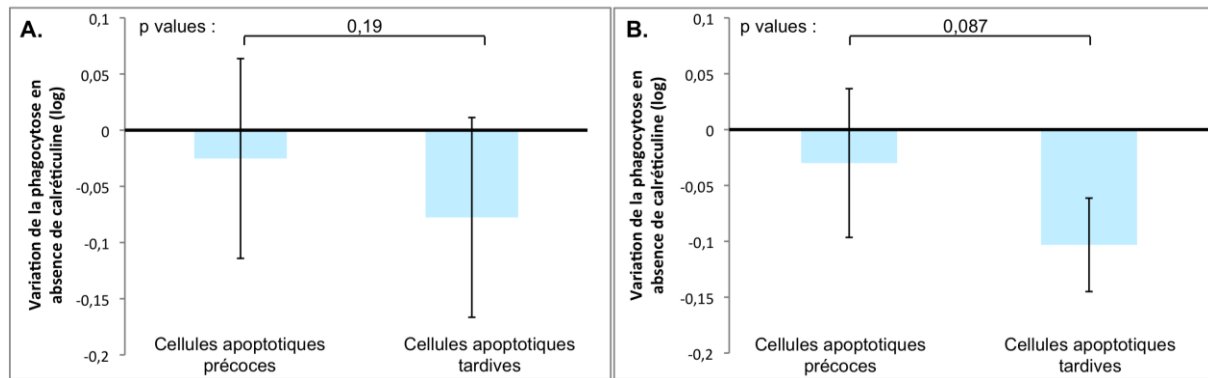 A.
p values :
0,19
0,1
0,05
0
-0,05
-0,1
-0,15
-0,2
Variation de la phagocytose en
absence de calréticuline (log)
Cellules apoptotiques
précoces
Cellules apoptotiques
tardives
B.
p values :
0,087
0,1
0,05
0
-0,05
-0,1
-0,15
-0,2
Variation de la phagocytose en
absence de calréticuline (log)
Cellules apoptotiques
précoces
Cellules apoptotiques
tardives